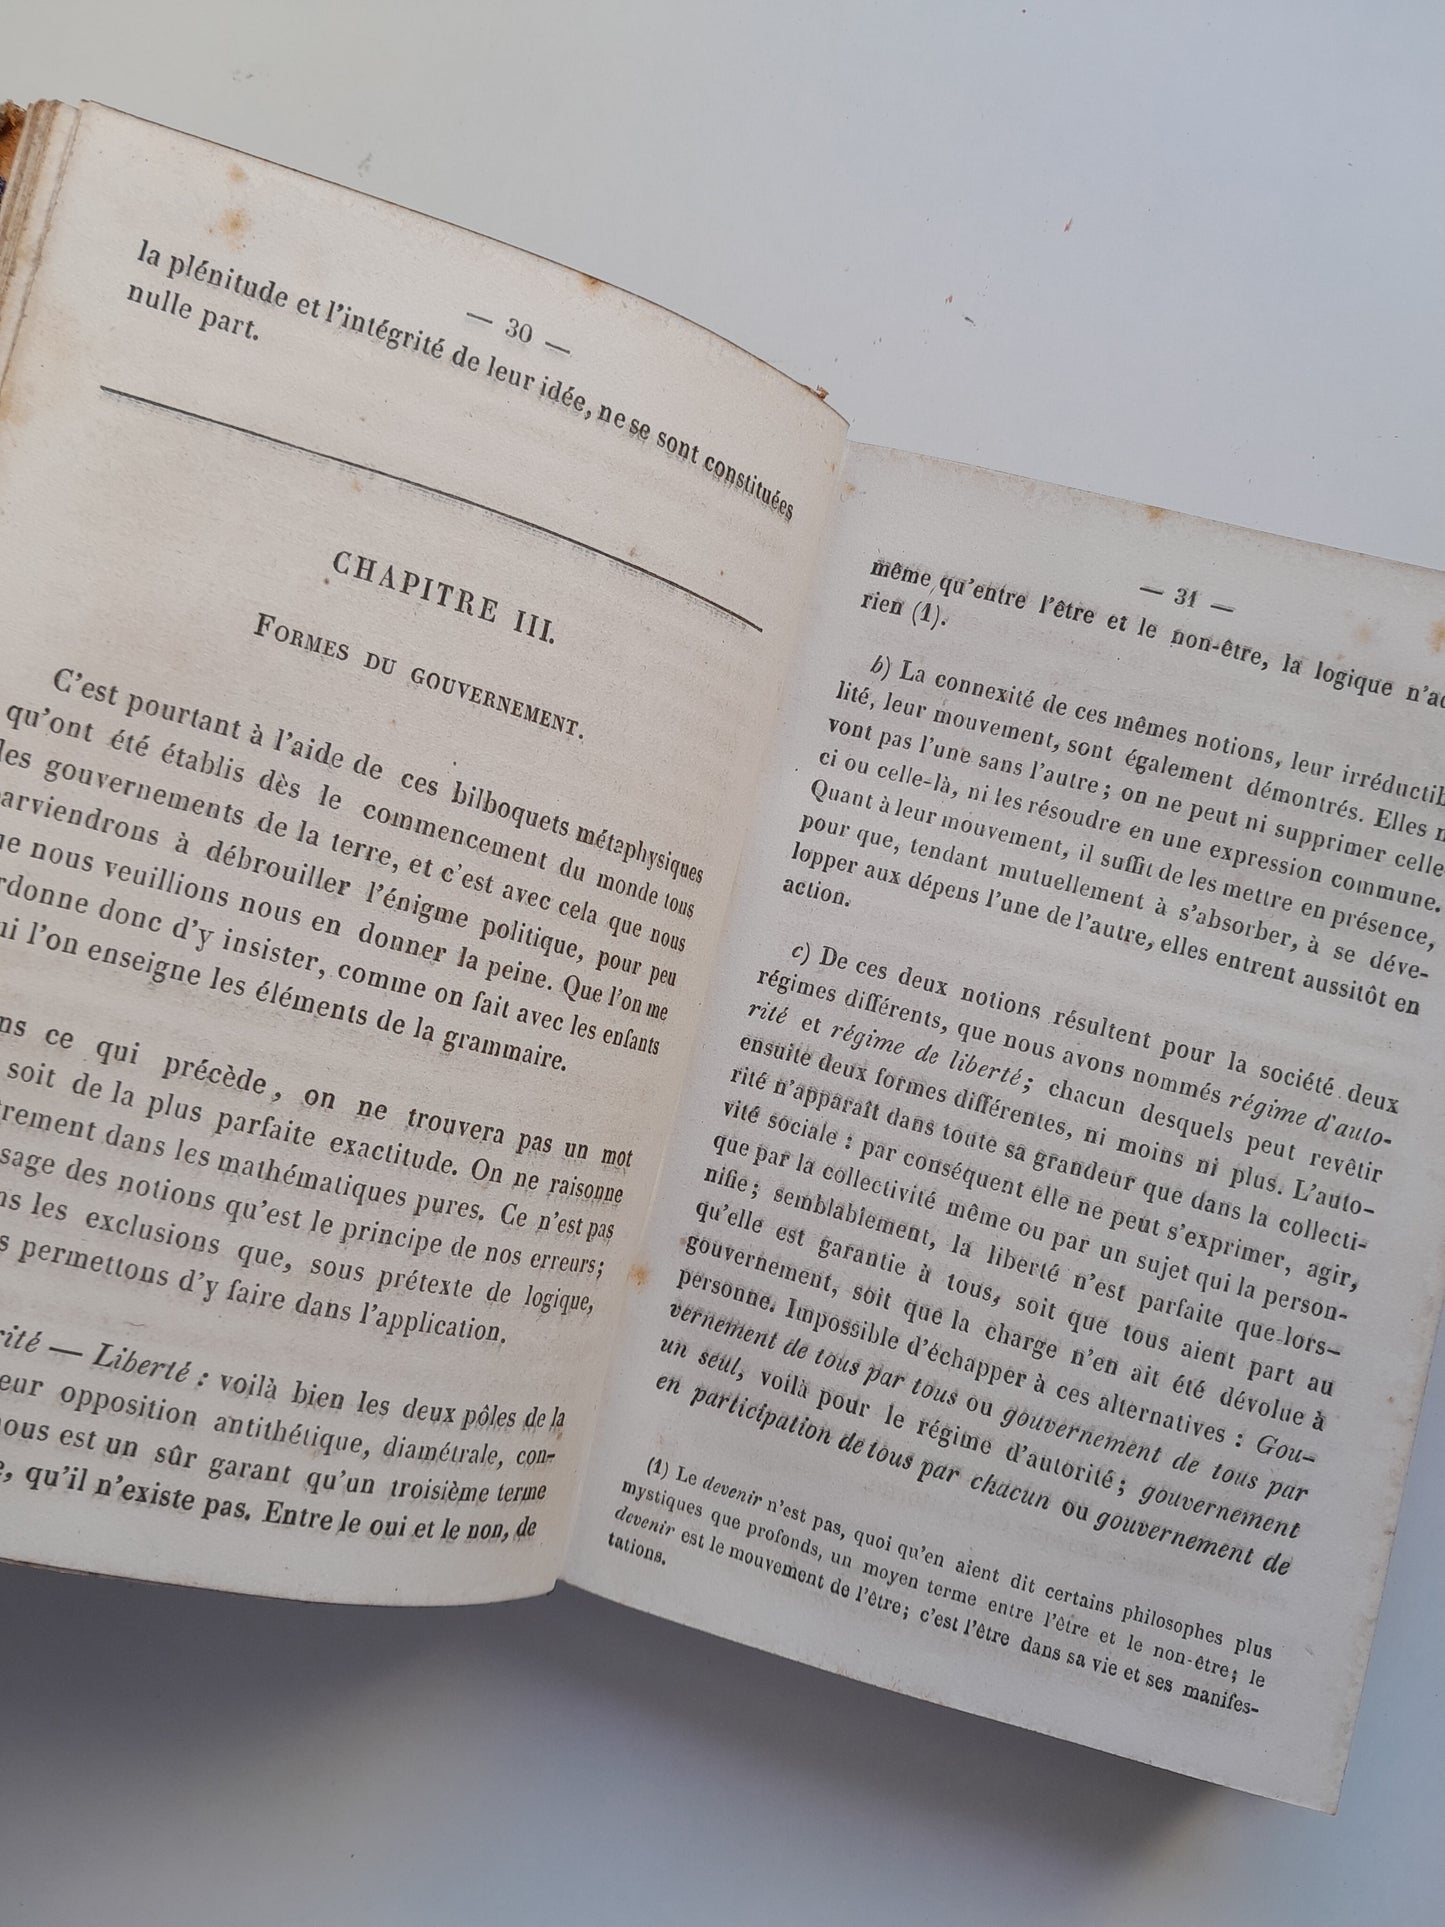 — 30 —
la plénitude et l'intégrité de leur idée, ne se sont constituées
nulle part.
CHAPITRE III.
FORMES DU GOUVERNEMENT.
C'est pourtant à l'aide de ces bilboquets métaphysiques
qu'ont été établis dès le commencement du monde tous
les gouvernements de la terre, et c'est avec cela que nous
parviendrons à débrouiller l'énigme politique, pour peu
que nous veuillions nous en donner la peine. Que l'on me
donc d'y insister, comme on fait avec les enfants
l'on enseigne les éléments de la grammaire.
ce qui précède, on ne trouvera pas un mot
soit de la plus parfaite exactitude. On ne raisonne
dans les mathématiques pures. Ce n'est pas
des notions qu'est le principe de nos erreurs;
les exclusions que, sous prétexte de logique,
permettons d'y faire dans l'application.
— Liberté : voilà bien les deux pôles de la
opposition antithétique, diamétrale, con-
est un sûr garant qu'un troisième terme
qu'il n'existe pas. Entre le oui et le non, de
— 31 —
même qu'entre l'être et le non-être, la logique
rien (1).
b) La connexité de ces mêmes notions, leur
lité, leur mouvement, sont également démontrés. Elles
vont pas l'une sans l'autre; on ne peut ni supprimer celle-
ci ou celle-là, ni les résoudre en une expression commune.
Quant à leur mouvement, il suffit de les mettre en présence,
pour que, tendant mutuellement à s'absorber, à se déve-
lopper aux dépens l'une de l'autre, elles entrent aussitôt en
action.
c) De ces deux notions résultent pour la société deux
régimes différents, que nous avons nommés régime d'auto-
rité et régime de liberté; chacun desquels peut revêtir
ensuite deux formes différentes, ni moins ni plus. L'auto-
rité n'apparaît dans toute sa grandeur que dans la collecti-
vité sociale : par conséquent elle ne peut s'exprimer, agir,
que par la collectivité même ou par un sujet qui la person-
nifie; semblablement, la liberté n'est parfaite que lors-
qu'elle est garantie à tous, soit que tous aient part au
gouvernement, soit que la charge n'en ait été dévolue à
personne. Impossible d'échapper à ces alternatives : Gou-
vernement de tous par tous ou gouvernement de tous par
un seul, voilà pour le régime d'autorité; gouvernement
en participation de tous par chacun ou gouvernement de
(1) Le devenir n'est pas, quoi qu'en aient dit certains philosophes plus
mystiques que profonds, un moyen terme entre l'être et le non-être; le
devenir est le mouvement de l'être; c'est l'être dans sa vie et ses manifes-
tations.